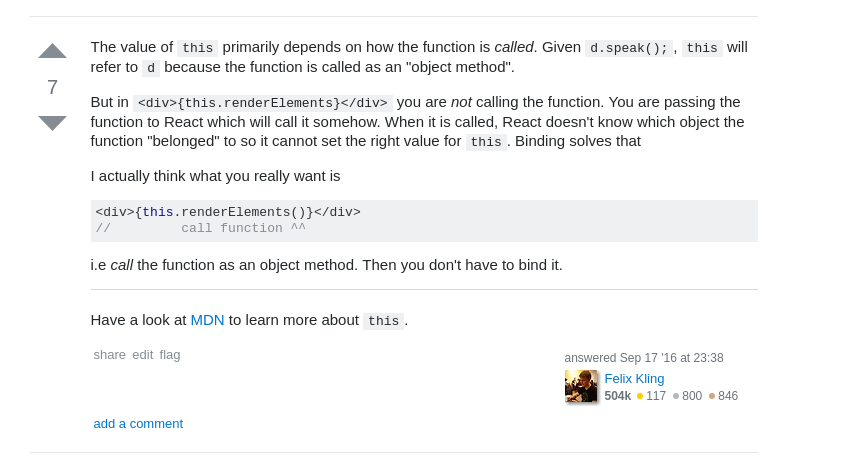 The value of this primarily depends on how the function is called. Given d.speak(); , this will
refer to d because the function is called as an "object method".
7
But in <div>{this.renderElements}</div> you are not calling the function. You are passing the
function to React which will call it somehow. When it is called, React doesn't know which object the
function "belonged" to so it cannot set the right value for this. Binding solves that
I actually think what you really want is
<div>{this.renderElements()}</div>
//         call function ^^
i.e call the function as an object method. Then you don't have to bind it.
Have a look at MDN to learn more about this.
share edit flag
answered Sep 17 '16 at 23:38
Felix Kling
504k 117 800 846
add a comment